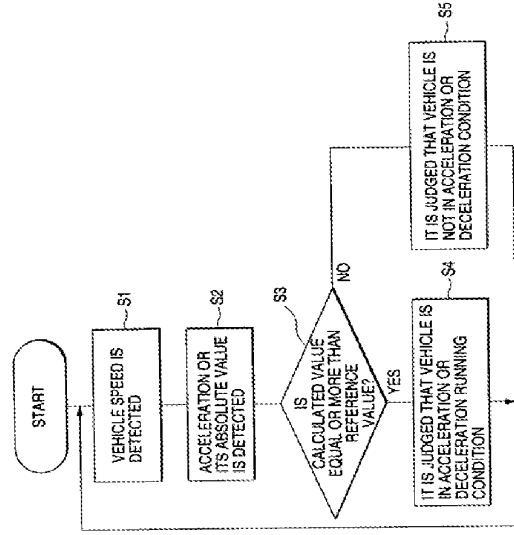 START
S1
VEHICLE SPEED IS
DETECTED
S2
ACCELERATION OR
ITS ABSOLUTE VALUE
IS DETECTED
S3
IS
CALCULATED VALUE
EQUAL OR MORE THAN
REFERENCE
VALUE?
NO
YES
S4
IT IS JUDGED THAT VEHICLE IS
IN ACCELERATION OR
DECELERATION RUNNING
CONDITION
S5
IT IS JUDGED THAT VEHICLE IS
NOT IN ACCELERATION OR
DECELERATION CONDITION